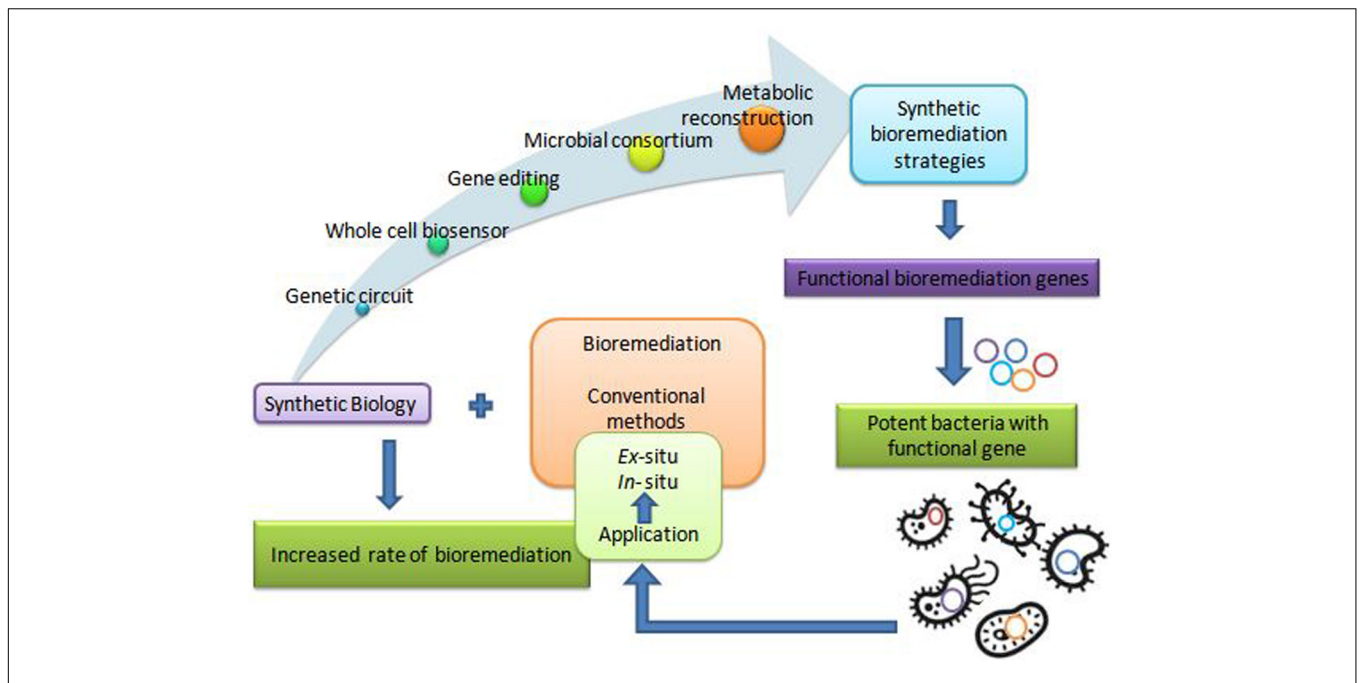 Metabolic
reconstruction
Microbial consortium
Gene editing
Whole cell biosensor
Genetic circuit
Synthetic
bioremediation
strategies
Functional bioremediation genes
Potent bacteria with
functional gene
Synthetic Biology
Bioremediation
Conventional
methods
Ex-situ
In-situ
Application
Increased rate of bioremediation